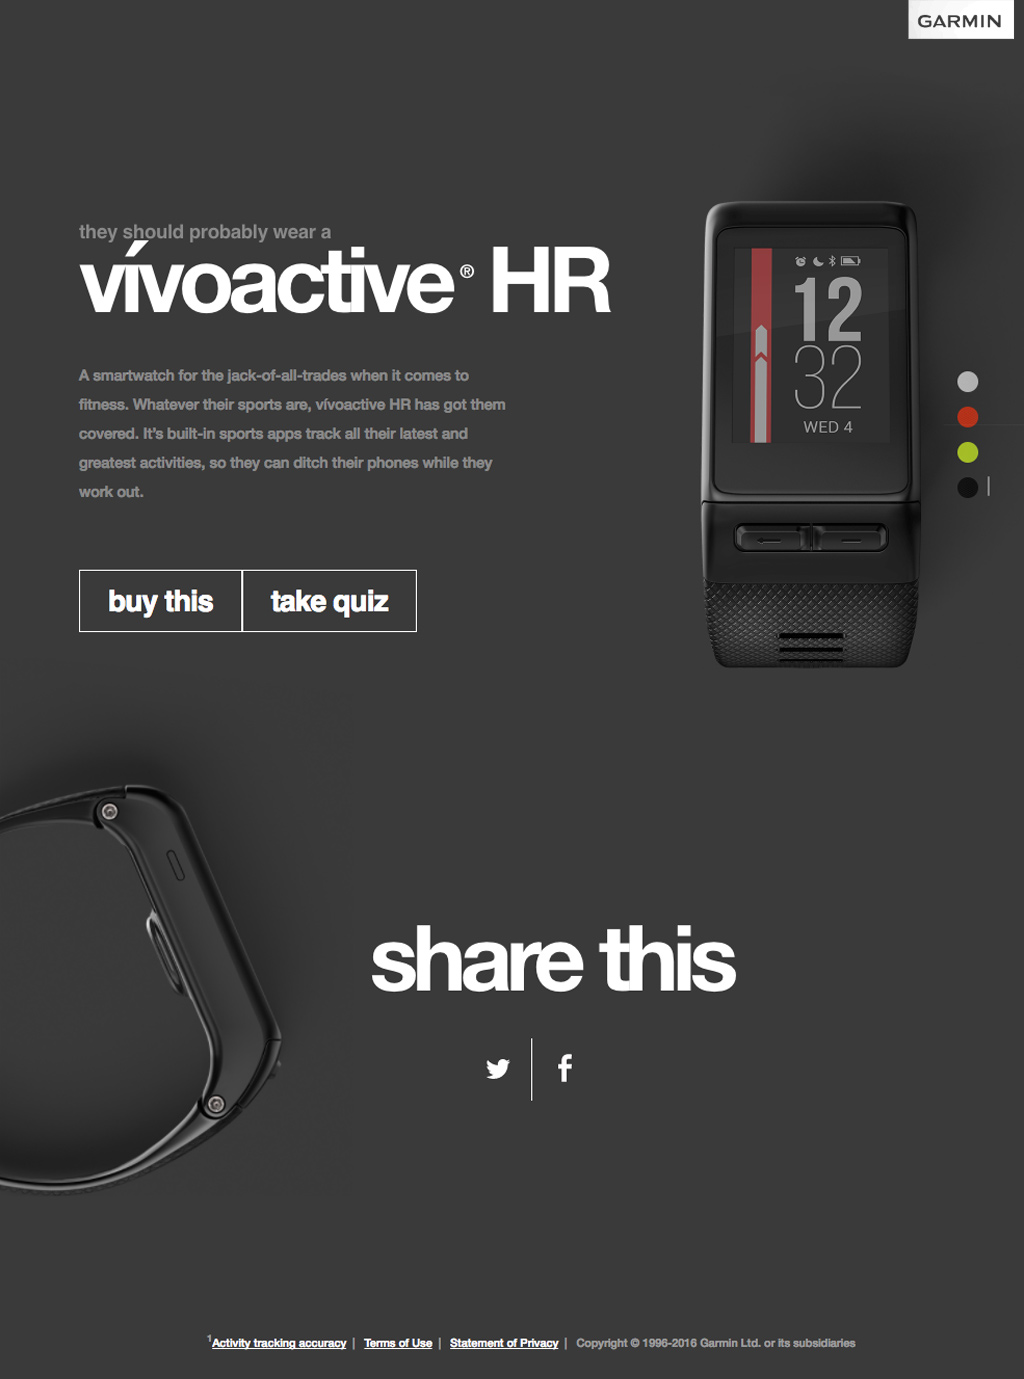 GARMIN
they should probably wear a
vívoactive® HR
A smartwatch for the jack-of-all-trades when it comes to
fitness. Whatever their sports are, vívoactive HR has got them
covered. It's built-in sports apps track all their latest and
greatest activities, so they can ditch their phones while they
work out.
12
32
WED 4
buy this
take quiz
share this
1Activity tracking accuracy | Terms of Use | Statement of Privacy | Copyright © 1996-2016 Garmin Ltd. or its subsidiaries